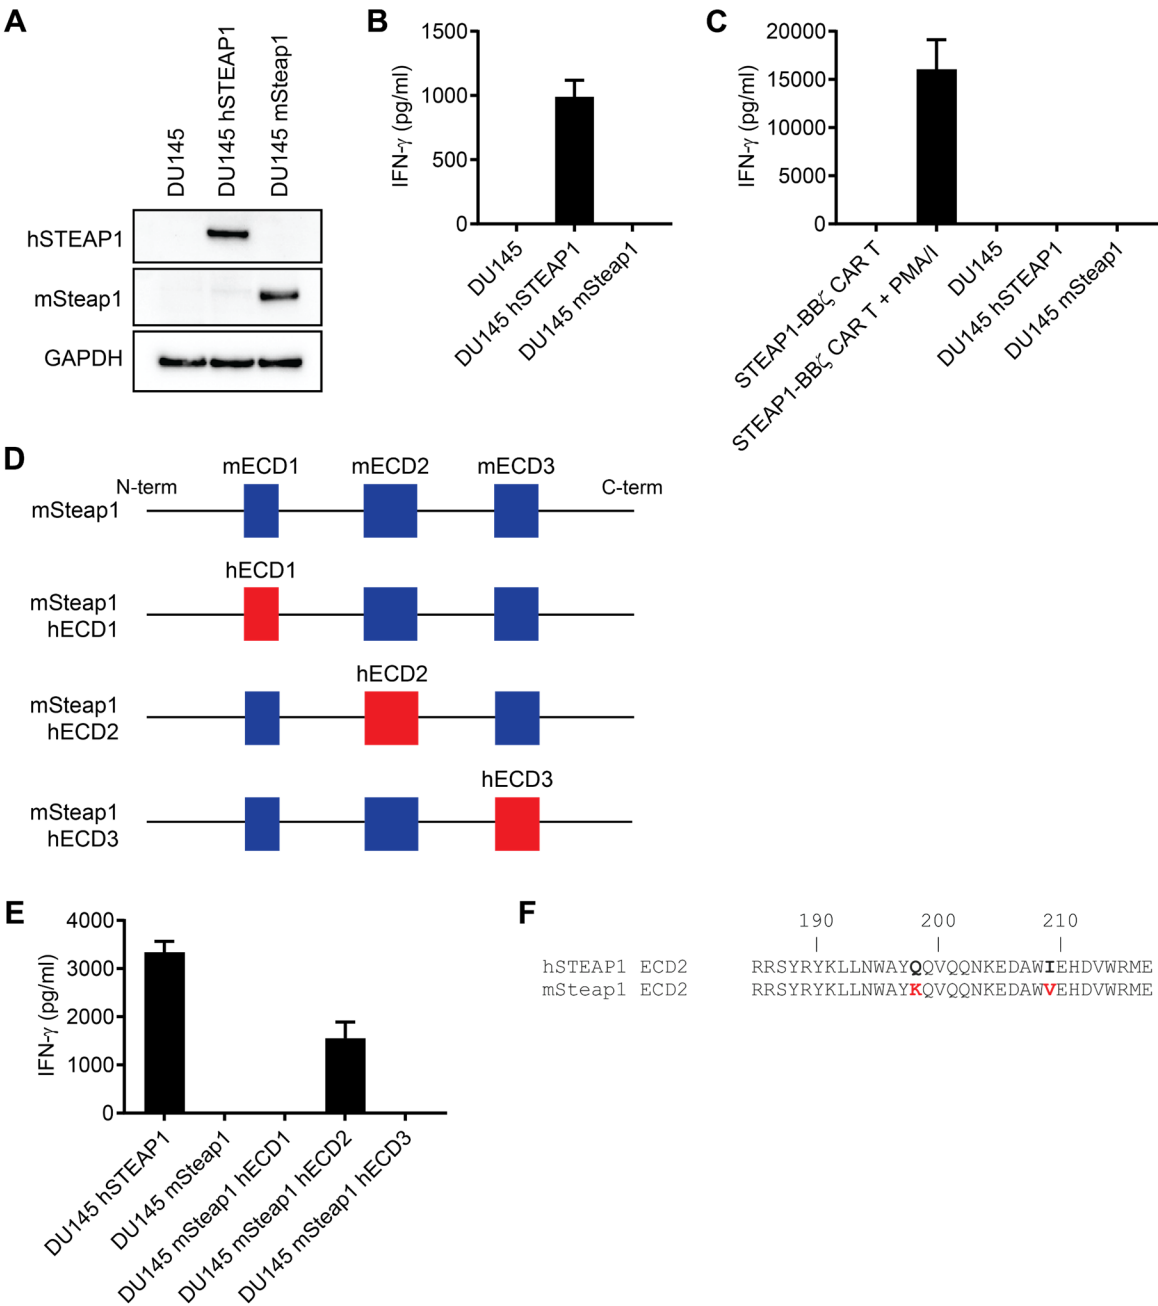 A
DU145
DU145 hSTEAP1
DU145 mSteap1
hSTEAP1
mSteap1
GAPDH
B
IFN-γ (pg/ml)
1500
1000
500
0
DU145
DU145 hSTEAP1
DU145 mSteap1
C
IFN-γ (pg/ml)
20000
15000
10000
5000
0
STEAP1-BBζ CAR T
STEAP1-BBζ CAR T + PMA/I
DU145
DU145 hSTEAP1
DU145 mSteap1
D
mECD1 mECD2 mECD3
N-term C-term
mSteap1
hECD1
mSteap1
hECD1
hECD2
mSteap1
hECD2
hECD3
mSteap1
hECD3
E
IFN-γ (pg/ml)
4000
3000
2000
1000
0
DU145 hSTEAP1
DU145 mSteap1
DU145 mSteap1 hECD1
DU145 mSteap1 hECD2
DU145 mSteap1 hECD3
F
190 200 210
hSTEAP1 ECD2 RRSYRYKLLNWAYQQVQQNKEDAWIEHDVWRME
mSteap1 ECD2 RRSYRYKLLNWAYKQVQQNKEDAWVEHDVWRME